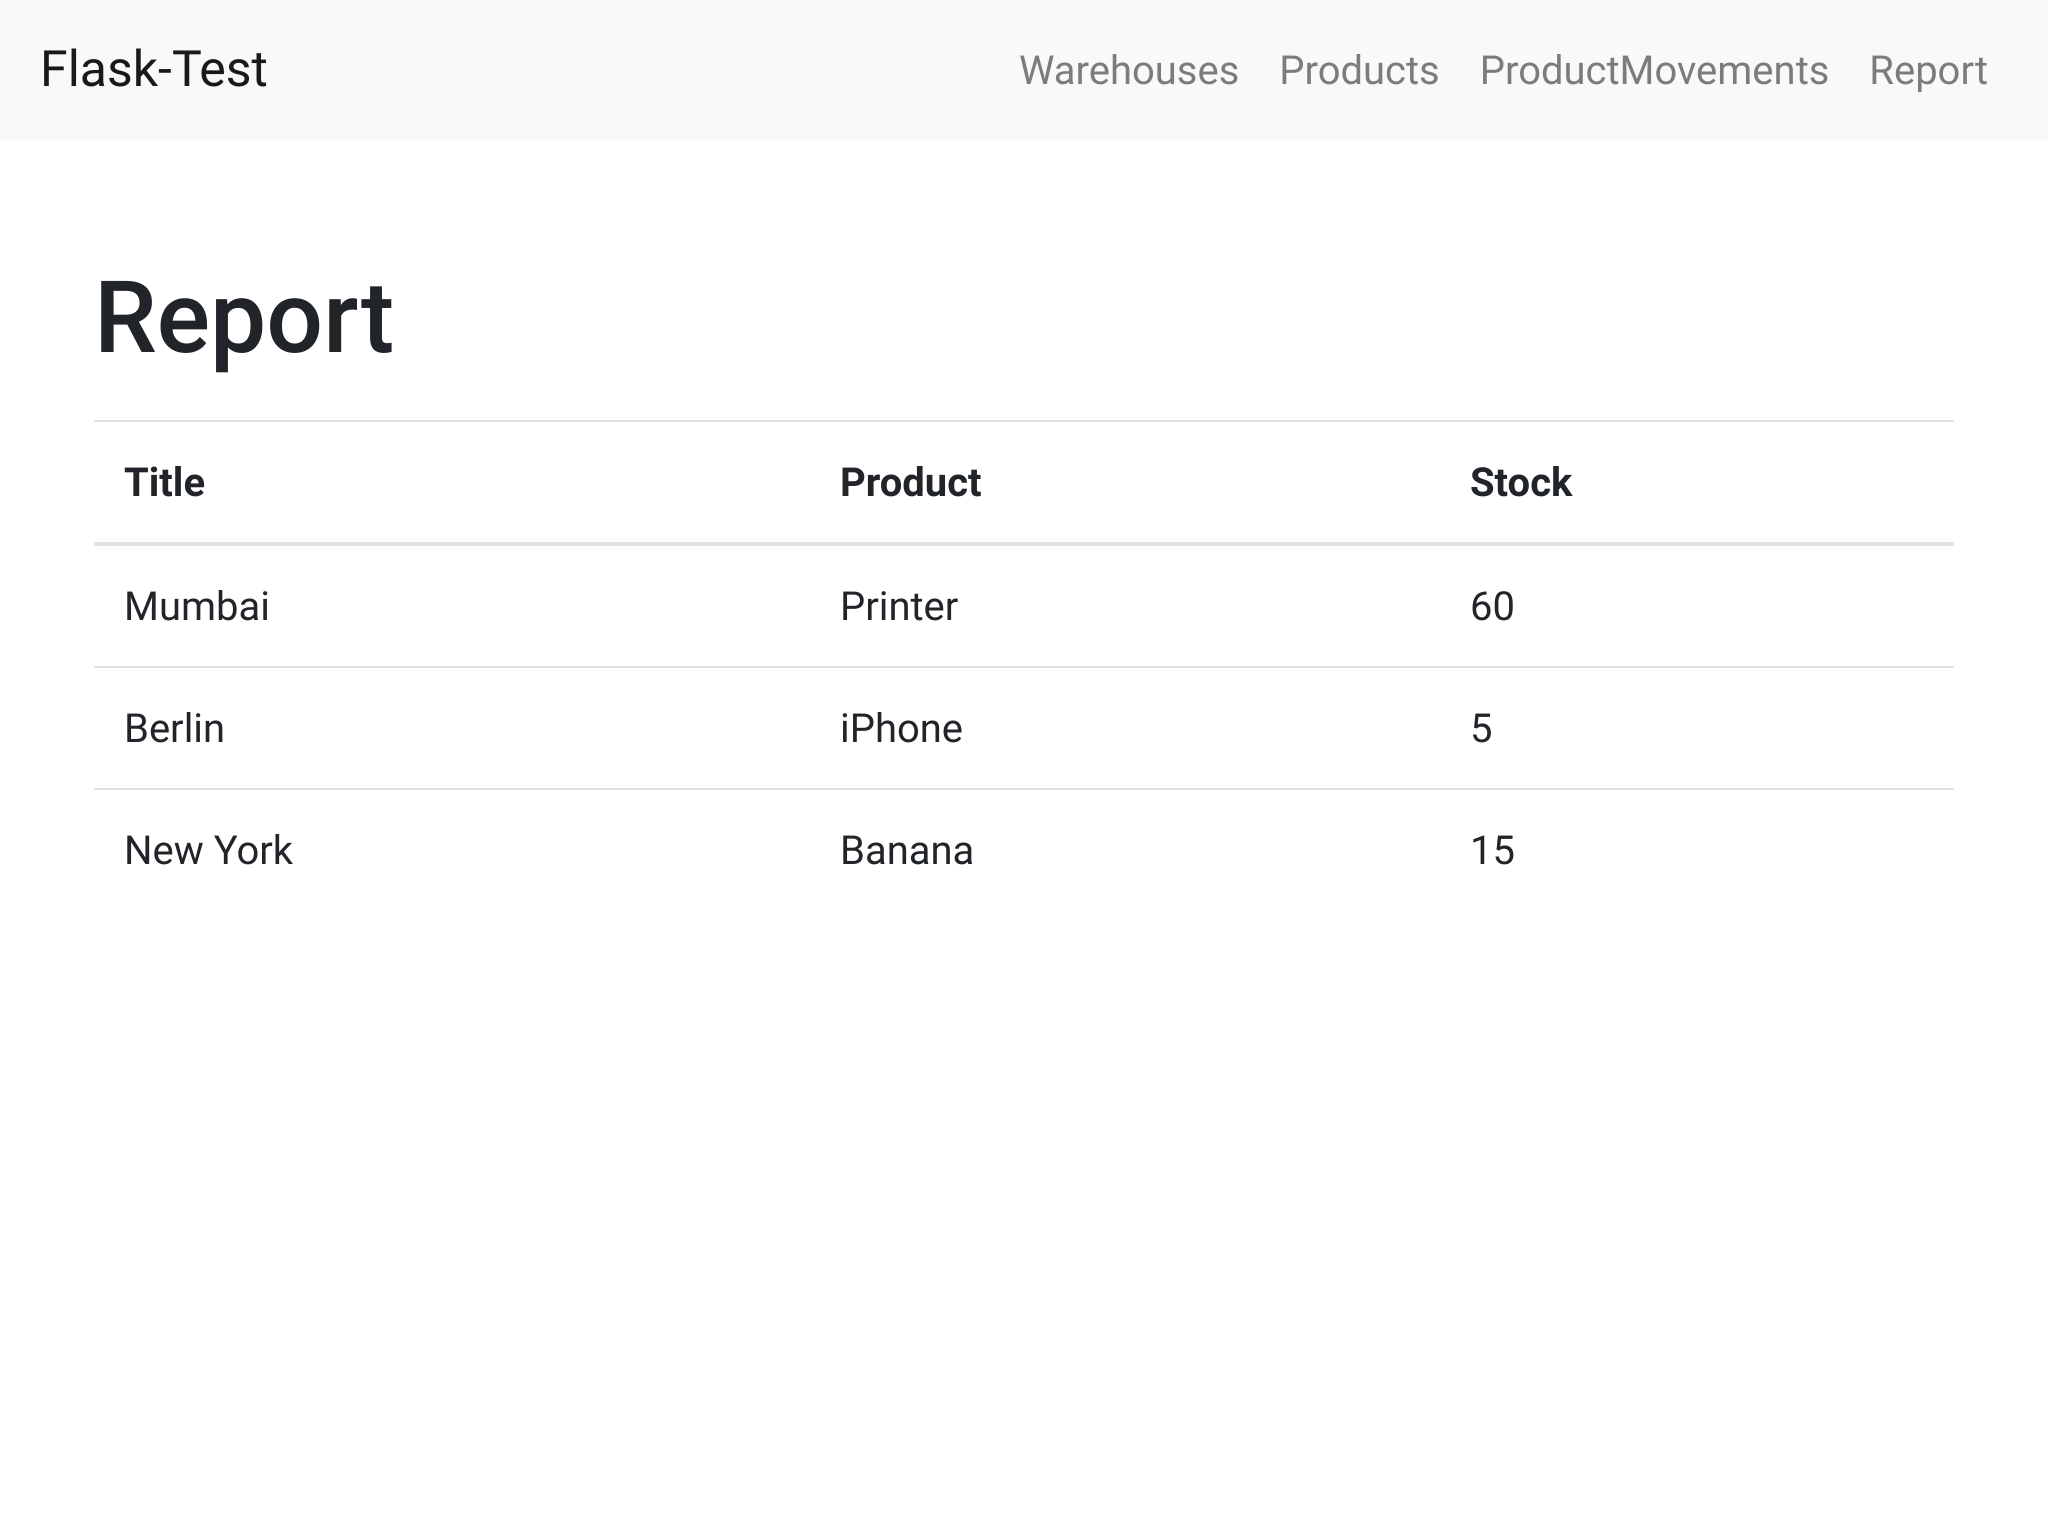 Flask-Test Warehouses Products ProductMovements Report
Report
Title Product Stock
Mumbai Printer 60
Berlin iPhone 5
New York Banana 15